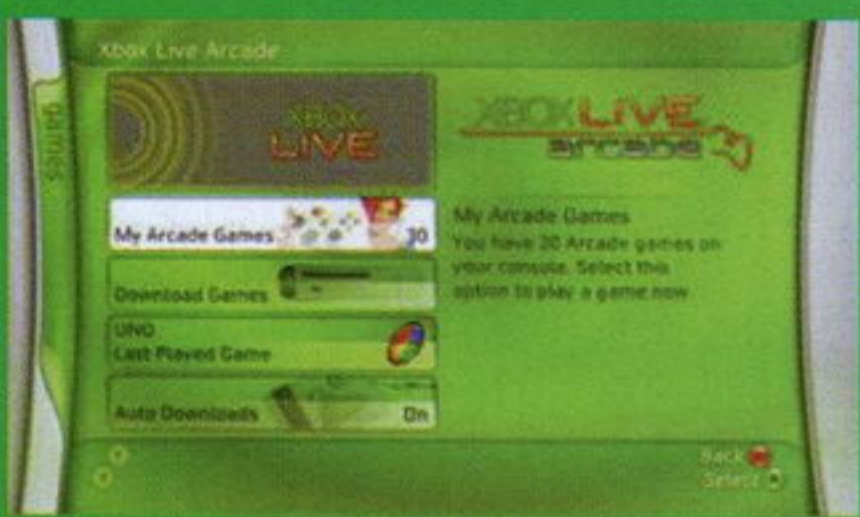 Xbox Live Arcade
games
XBOX
LIVE
XBOX LIVE
arcade
My Arcade Games 30
Download Games
UNO
Last Played Game
Auto Downloads On
My Arcade Games
You have 30 Arcade games on
your console. Select this
option to play a game now
Back
Select